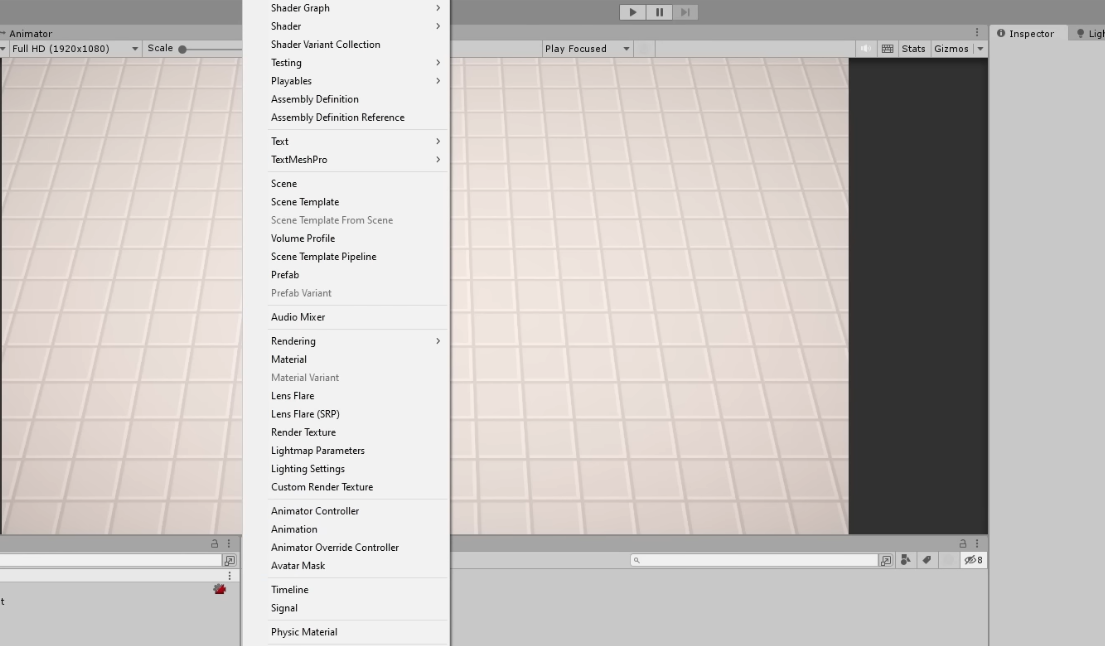 Shader Graph
Shader
Animator
Inspector
Ligh
Full HD (1920x1080)
Scale
Shader Variant Collection
Play Focused
Stats
Gizmos
Testing
Playables
Assembly Definition
Assembly Definition Reference
Text
TextMeshPro
Scene
Scene Template
Scene Template From Scene
Volume Profile
Scene Template Pipeline
Prefab
Prefab Variant
Audio Mixer
Rendering
Material
Material Variant
Lens Flare
Lens Flare (SRP)
Render Texture
Lightmap Parameters
Lighting Settings
Custom Render Texture
Animator Controller
Animation
Animator Override Controller
Avatar Mask
8
Timeline
t
Signal
Physic Material